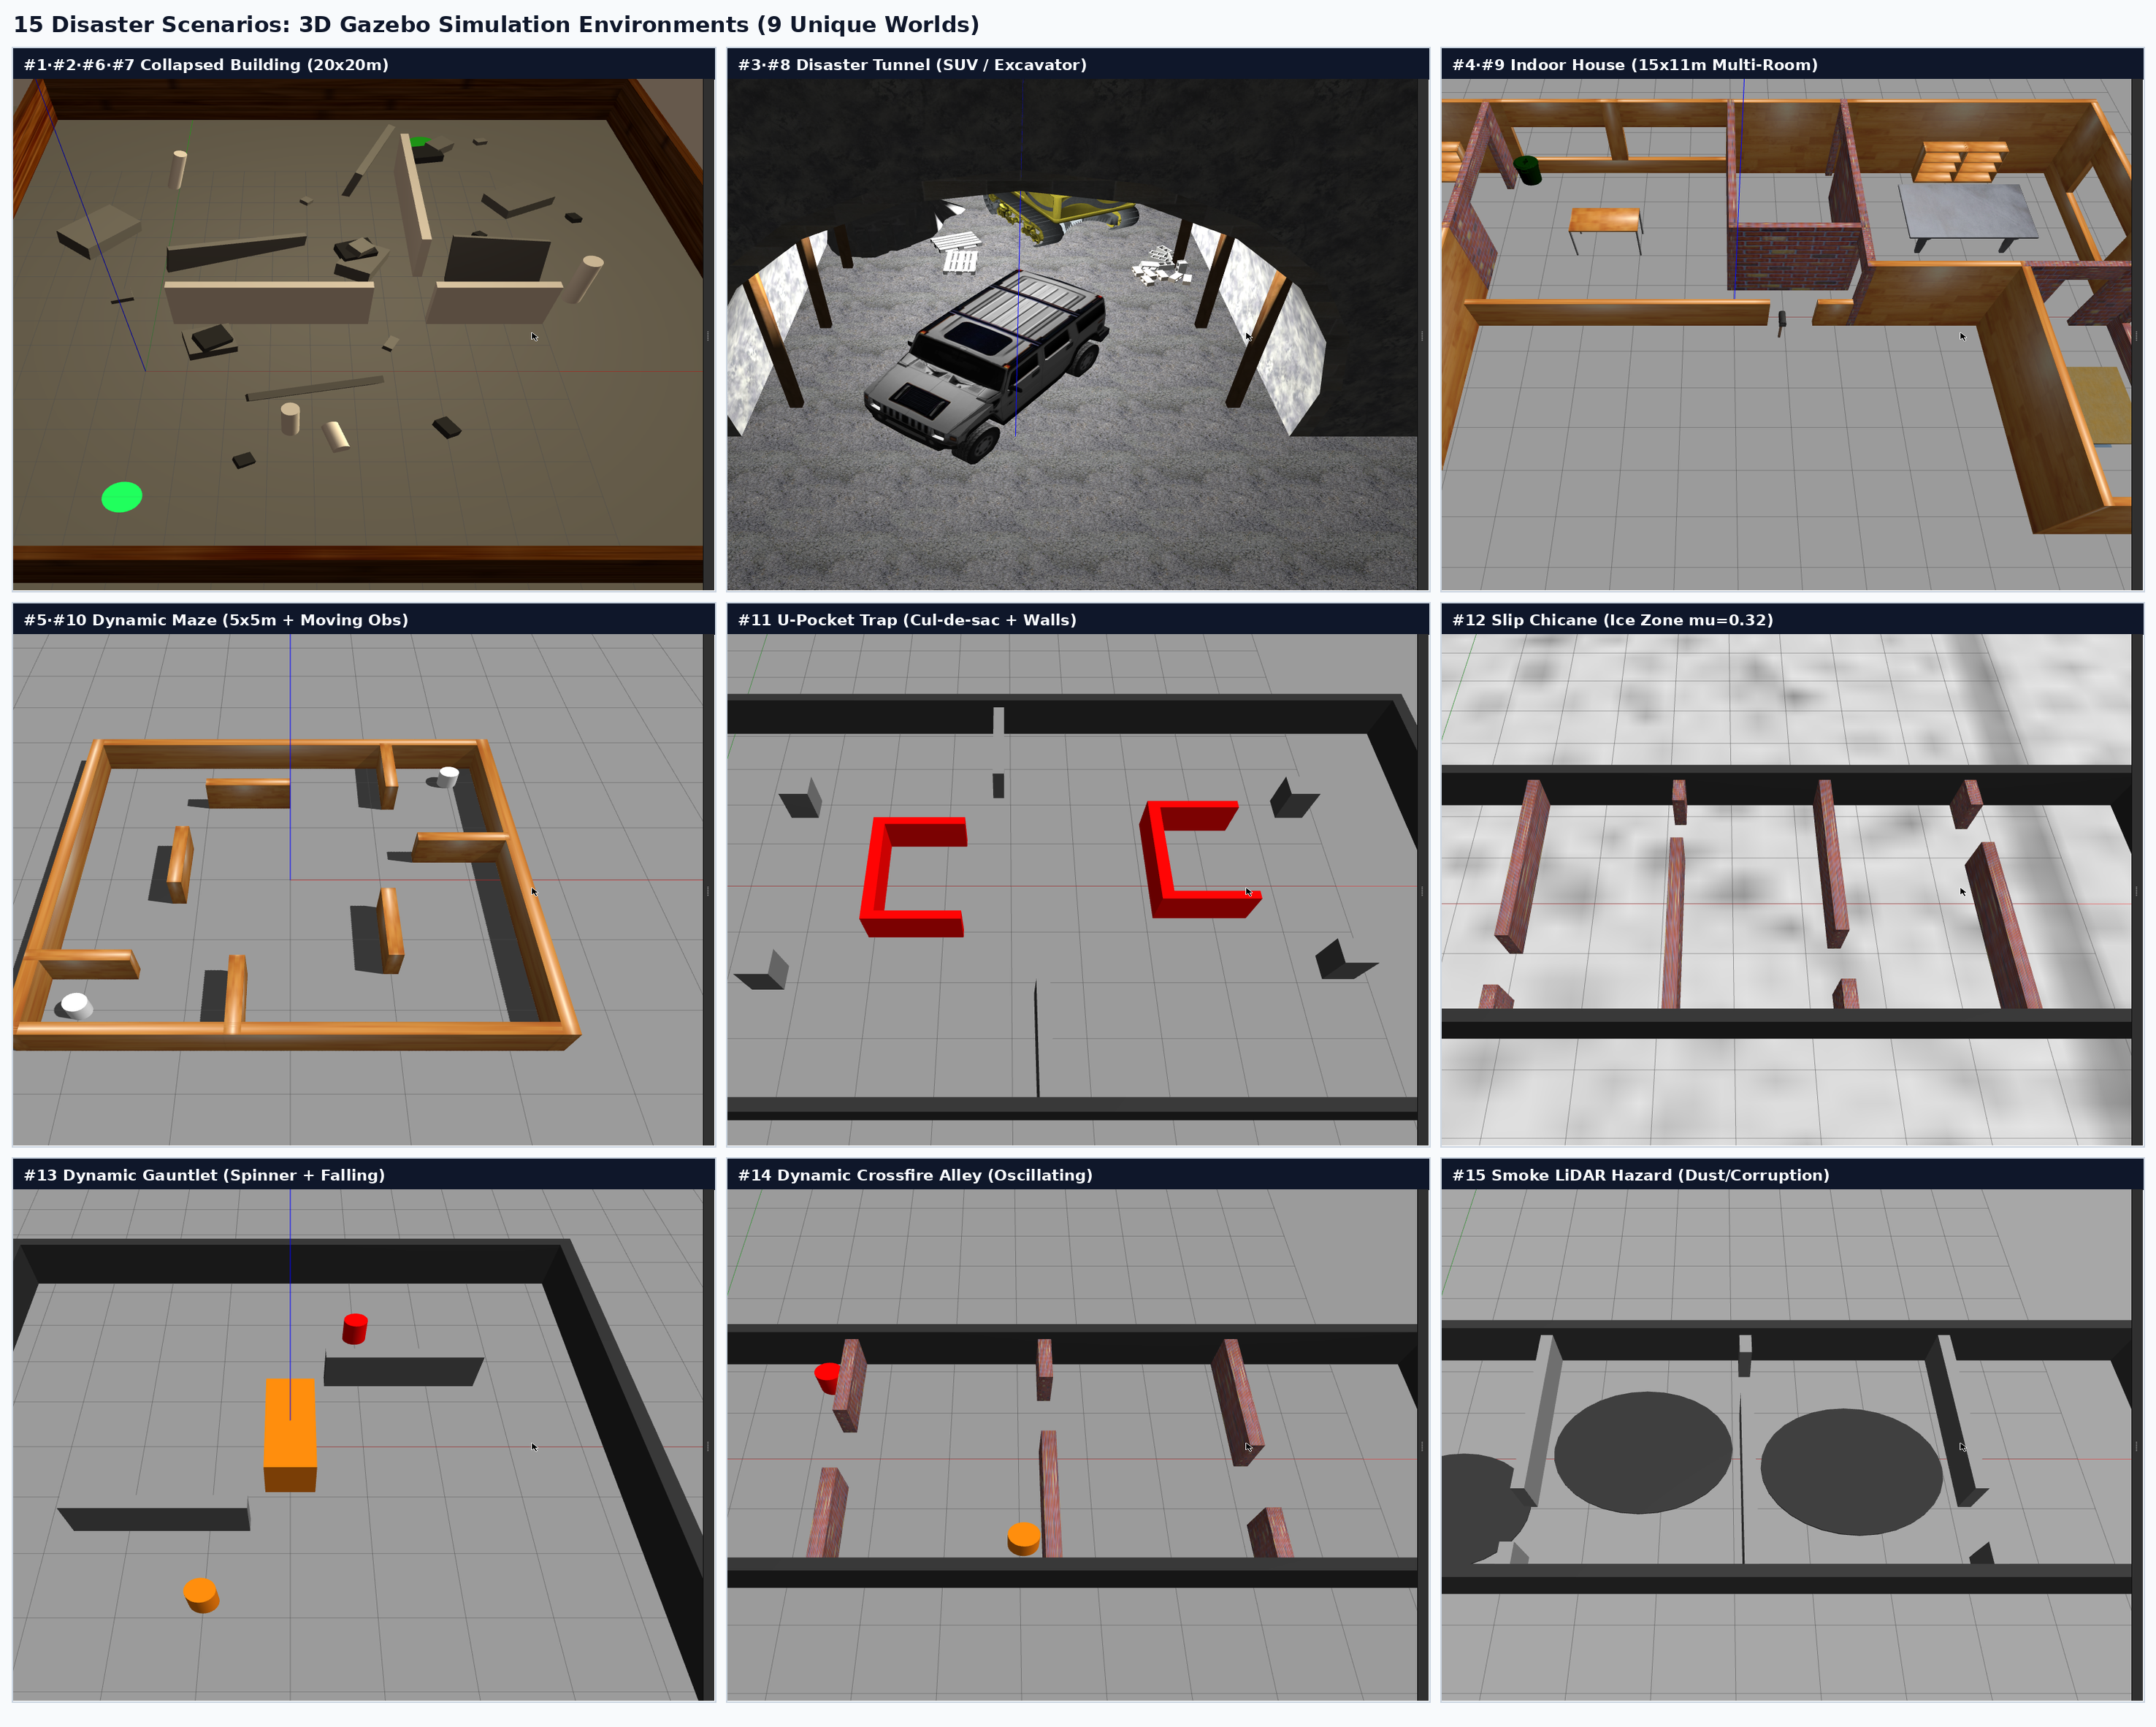 15 Disaster Scenarios: 3D Gazebo Simulation Environments (9 Unique Worlds)
#1·#2·#6·#7 Collapsed Building (20x20m)
#3·#8 Disaster Tunnel (SUV / Excavator)
#4·#9 Indoor House (15x11m Multi-Room)
#5·#10 Dynamic Maze (5x5m + Moving Obs)
#11 U-Pocket Trap (Cul-de-sac + Walls)
#12 Slip Chicane (Ice Zone mu=0.32)
#13 Dynamic Gauntlet (Spinner + Falling)
#14 Dynamic Crossfire Alley (Oscillating)
#15 Smoke LiDAR Hazard (Dust/Corruption)